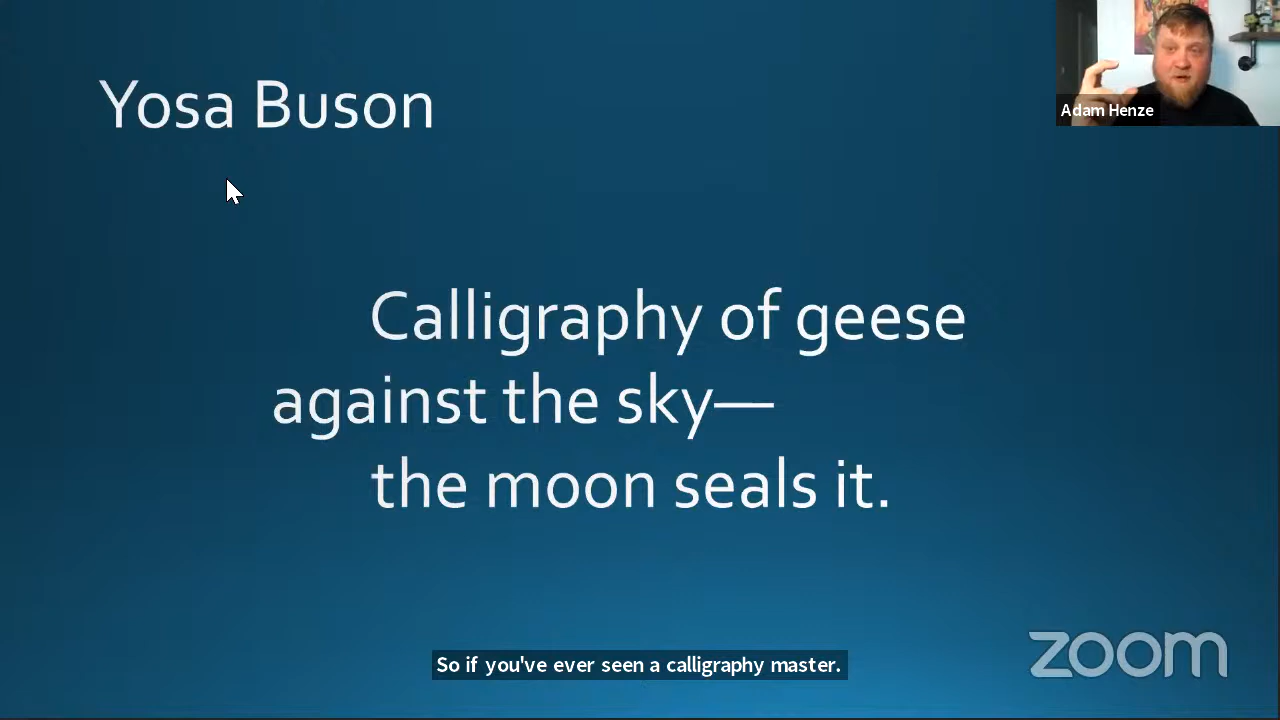 Yosa Buson
Adam Henze
Calligraphy of geese
against the sky—
the moon seals it.
So if you've ever seen a calligraphy master.
zoom